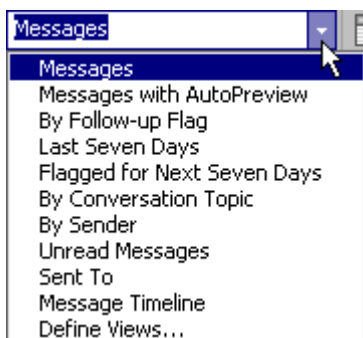 Messages
Messages
Messages with AutoPreview
By Follow-up Flag
Last Seven Days
Flagged for Next Seven Days
By Conversation Topic
By Sender
Unread Messages
Sent To
Message Timeline
Define Views...